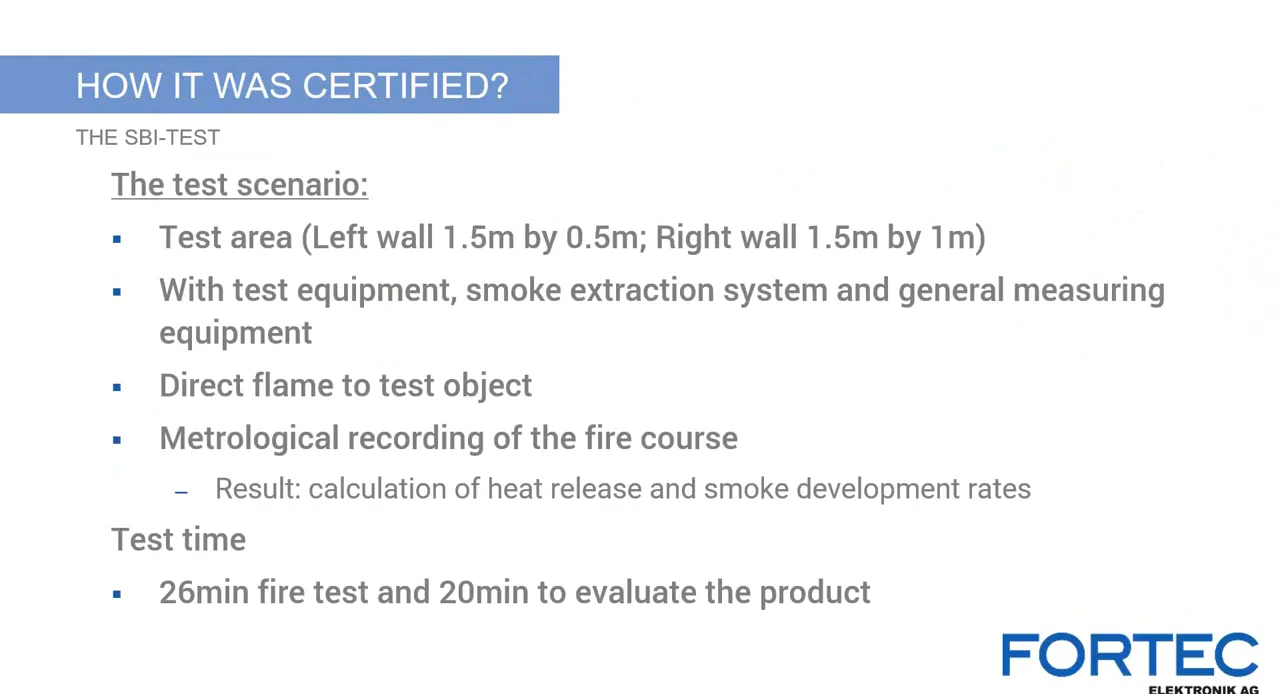 HOW IT WAS CERTIFIED?
THE SBI-TEST
The test scenario:
▪ Test area (Left wall 1.5m by 0.5m; Right wall 1.5m by 1m)
▪ With test equipment, smoke extraction system and general measuring
equipment
▪ Direct flame to test object
▪ Metrological recording of the fire course
– Result: calculation of heat release and smoke development rates
Test time
▪ 26min fire test and 20min to evaluate the product
FORTEC
ELEKTRONIK AG